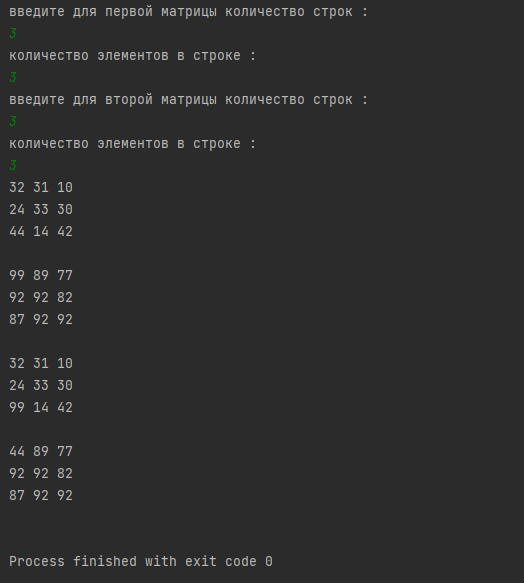 введите для первой матрицы количество строк :
3
количество элементов в строке :
3
введите для второй матрицы количество строк :
3
количество элементов в строке :
3
32 31 10
24 33 30
44 14 42
99 89 77
92 92 82
87 92 92
32 31 10
24 33 30
99 14 42
44 89 77
92 92 82
87 92 92
Process finished with exit code 0